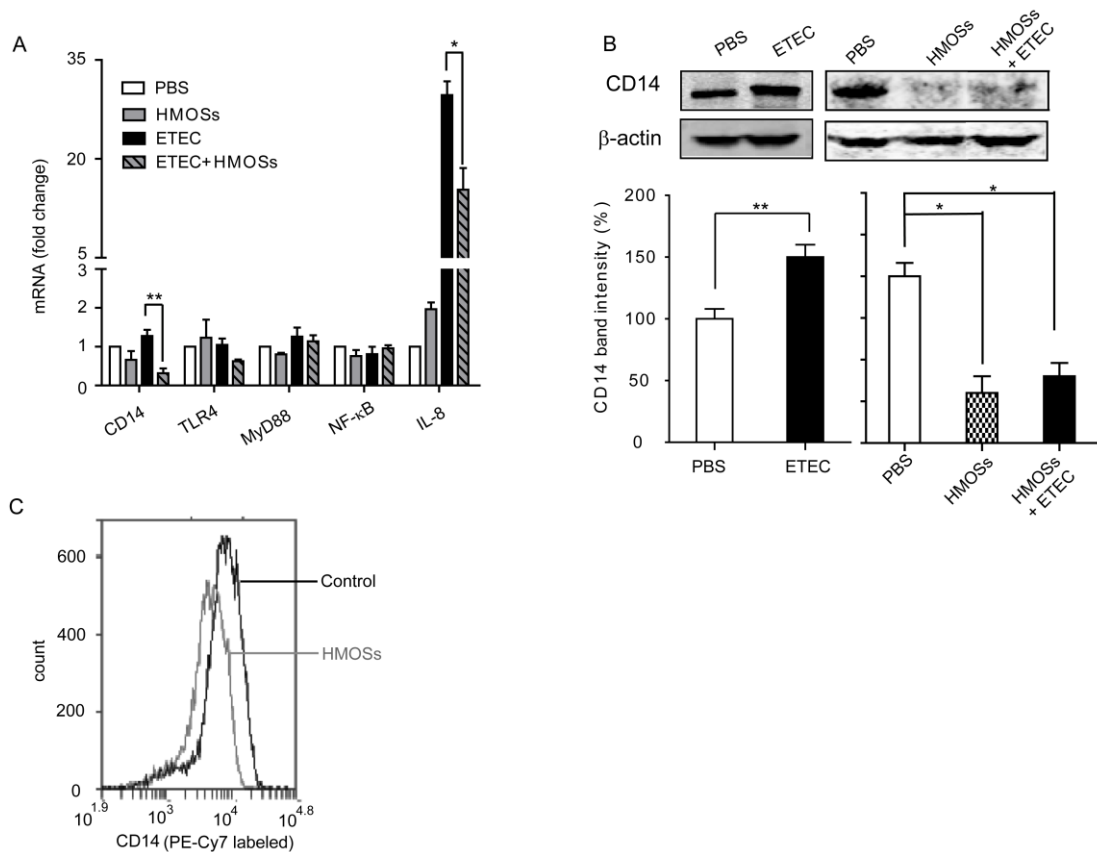 A
35
20
5
3
2
1
0
mRNA (fold change)
PBS
HMOSs
ETEC
ETEC+HMOSs
**
*
CD14
TLR4
MyD88
NF-κB
IL-8
B
PBS
ETEC
PBS
HMOSs
HMOSs
+ ETEC
CD14
β-actin
CD14 band intensity (%)
200
150
100
50
0
**
*
*
PBS
ETEC
PBS
HMOSs
HMOSs
+ ETEC
C
600
400
200
0
count
Control
HMOSs
10^1.9
10^3
10^4
10^4.8
CD14 (PE-Cy7 labeled)